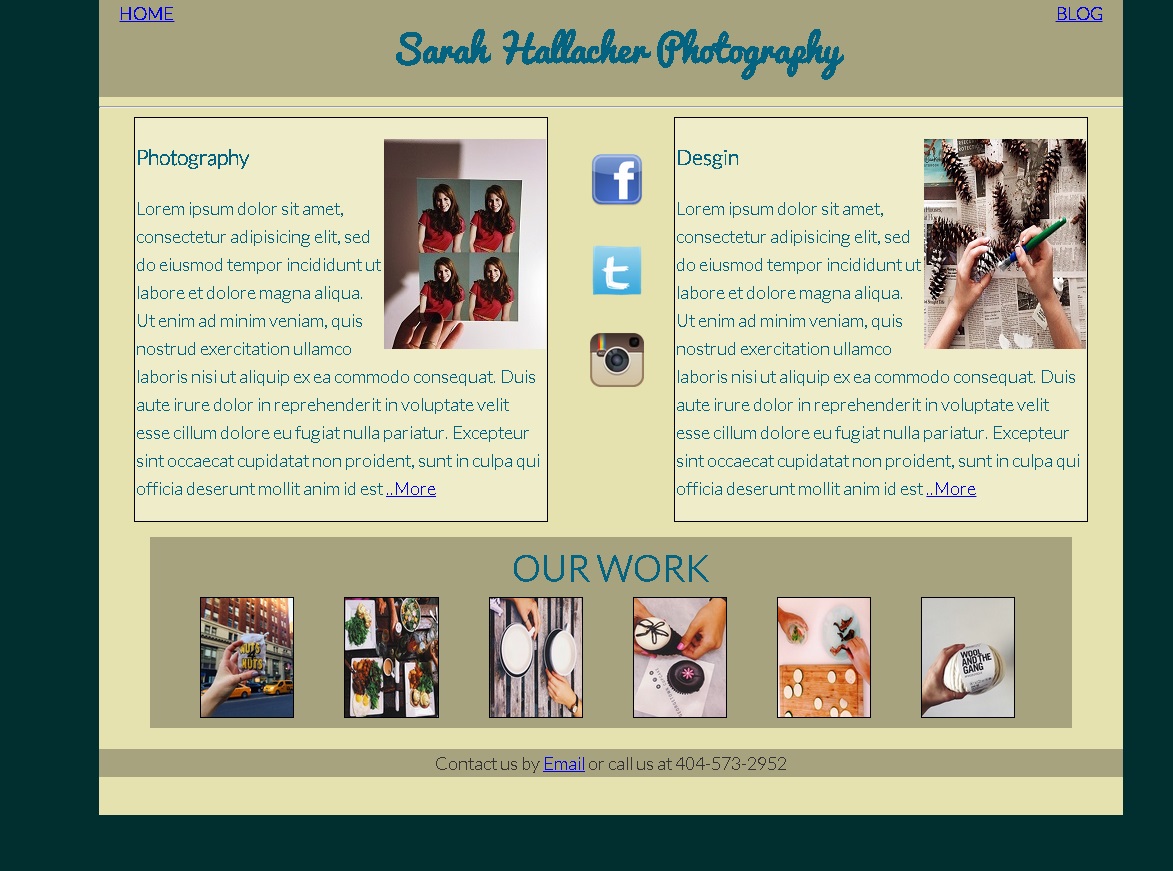 HOME
BLOG
Sarah Hallacher Photography
Photography
Lorem ipsum dolor sit amet,
consectetur adipisicing elit, sed
do eiusmod tempor incididunt ut
labore et dolore magna aliqua.
Ut enim ad minim veniam, quis
nostrud exercitation ullamco
laboris nisi ut aliquip ex ea commodo consequat. Duis
aute irure dolor in reprehenderit in voluptate velit
esse cillum dolore eu fugiat nulla pariatur. Excepteur
sint occaecat cupidatat non proident, sunt in culpa qui
officia deserunt mollit anim id est ..More
f
t
Desgin
Lorem ipsum dolor sit amet,
consectetur adipisicing elit, sed
do eiusmod tempor incididunt ut
labore et dolore magna aliqua.
Ut enim ad minim veniam, quis
nostrud exercitation ullamco
laboris nisi ut aliquip ex ea commodo consequat. Duis
aute irure dolor in reprehenderit in voluptate velit
esse cillum dolore eu fugiat nulla pariatur. Excepteur
sint occaecat cupidatat non proident, sunt in culpa qui
officia deserunt mollit anim id est ..More
OUR WORK
NUTS
NUTS
WOOL
AND THE
GANG
Contact us by Email or call us at 404-573-2952